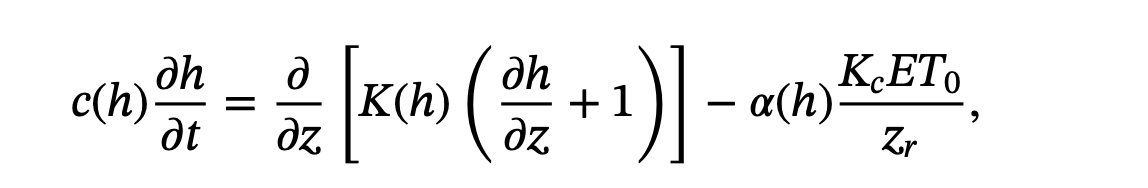 c(h) ∂h/∂t = ∂/∂z [K(h) (∂h/∂z + 1)] − α(h) K_c ET_0 / z_r,